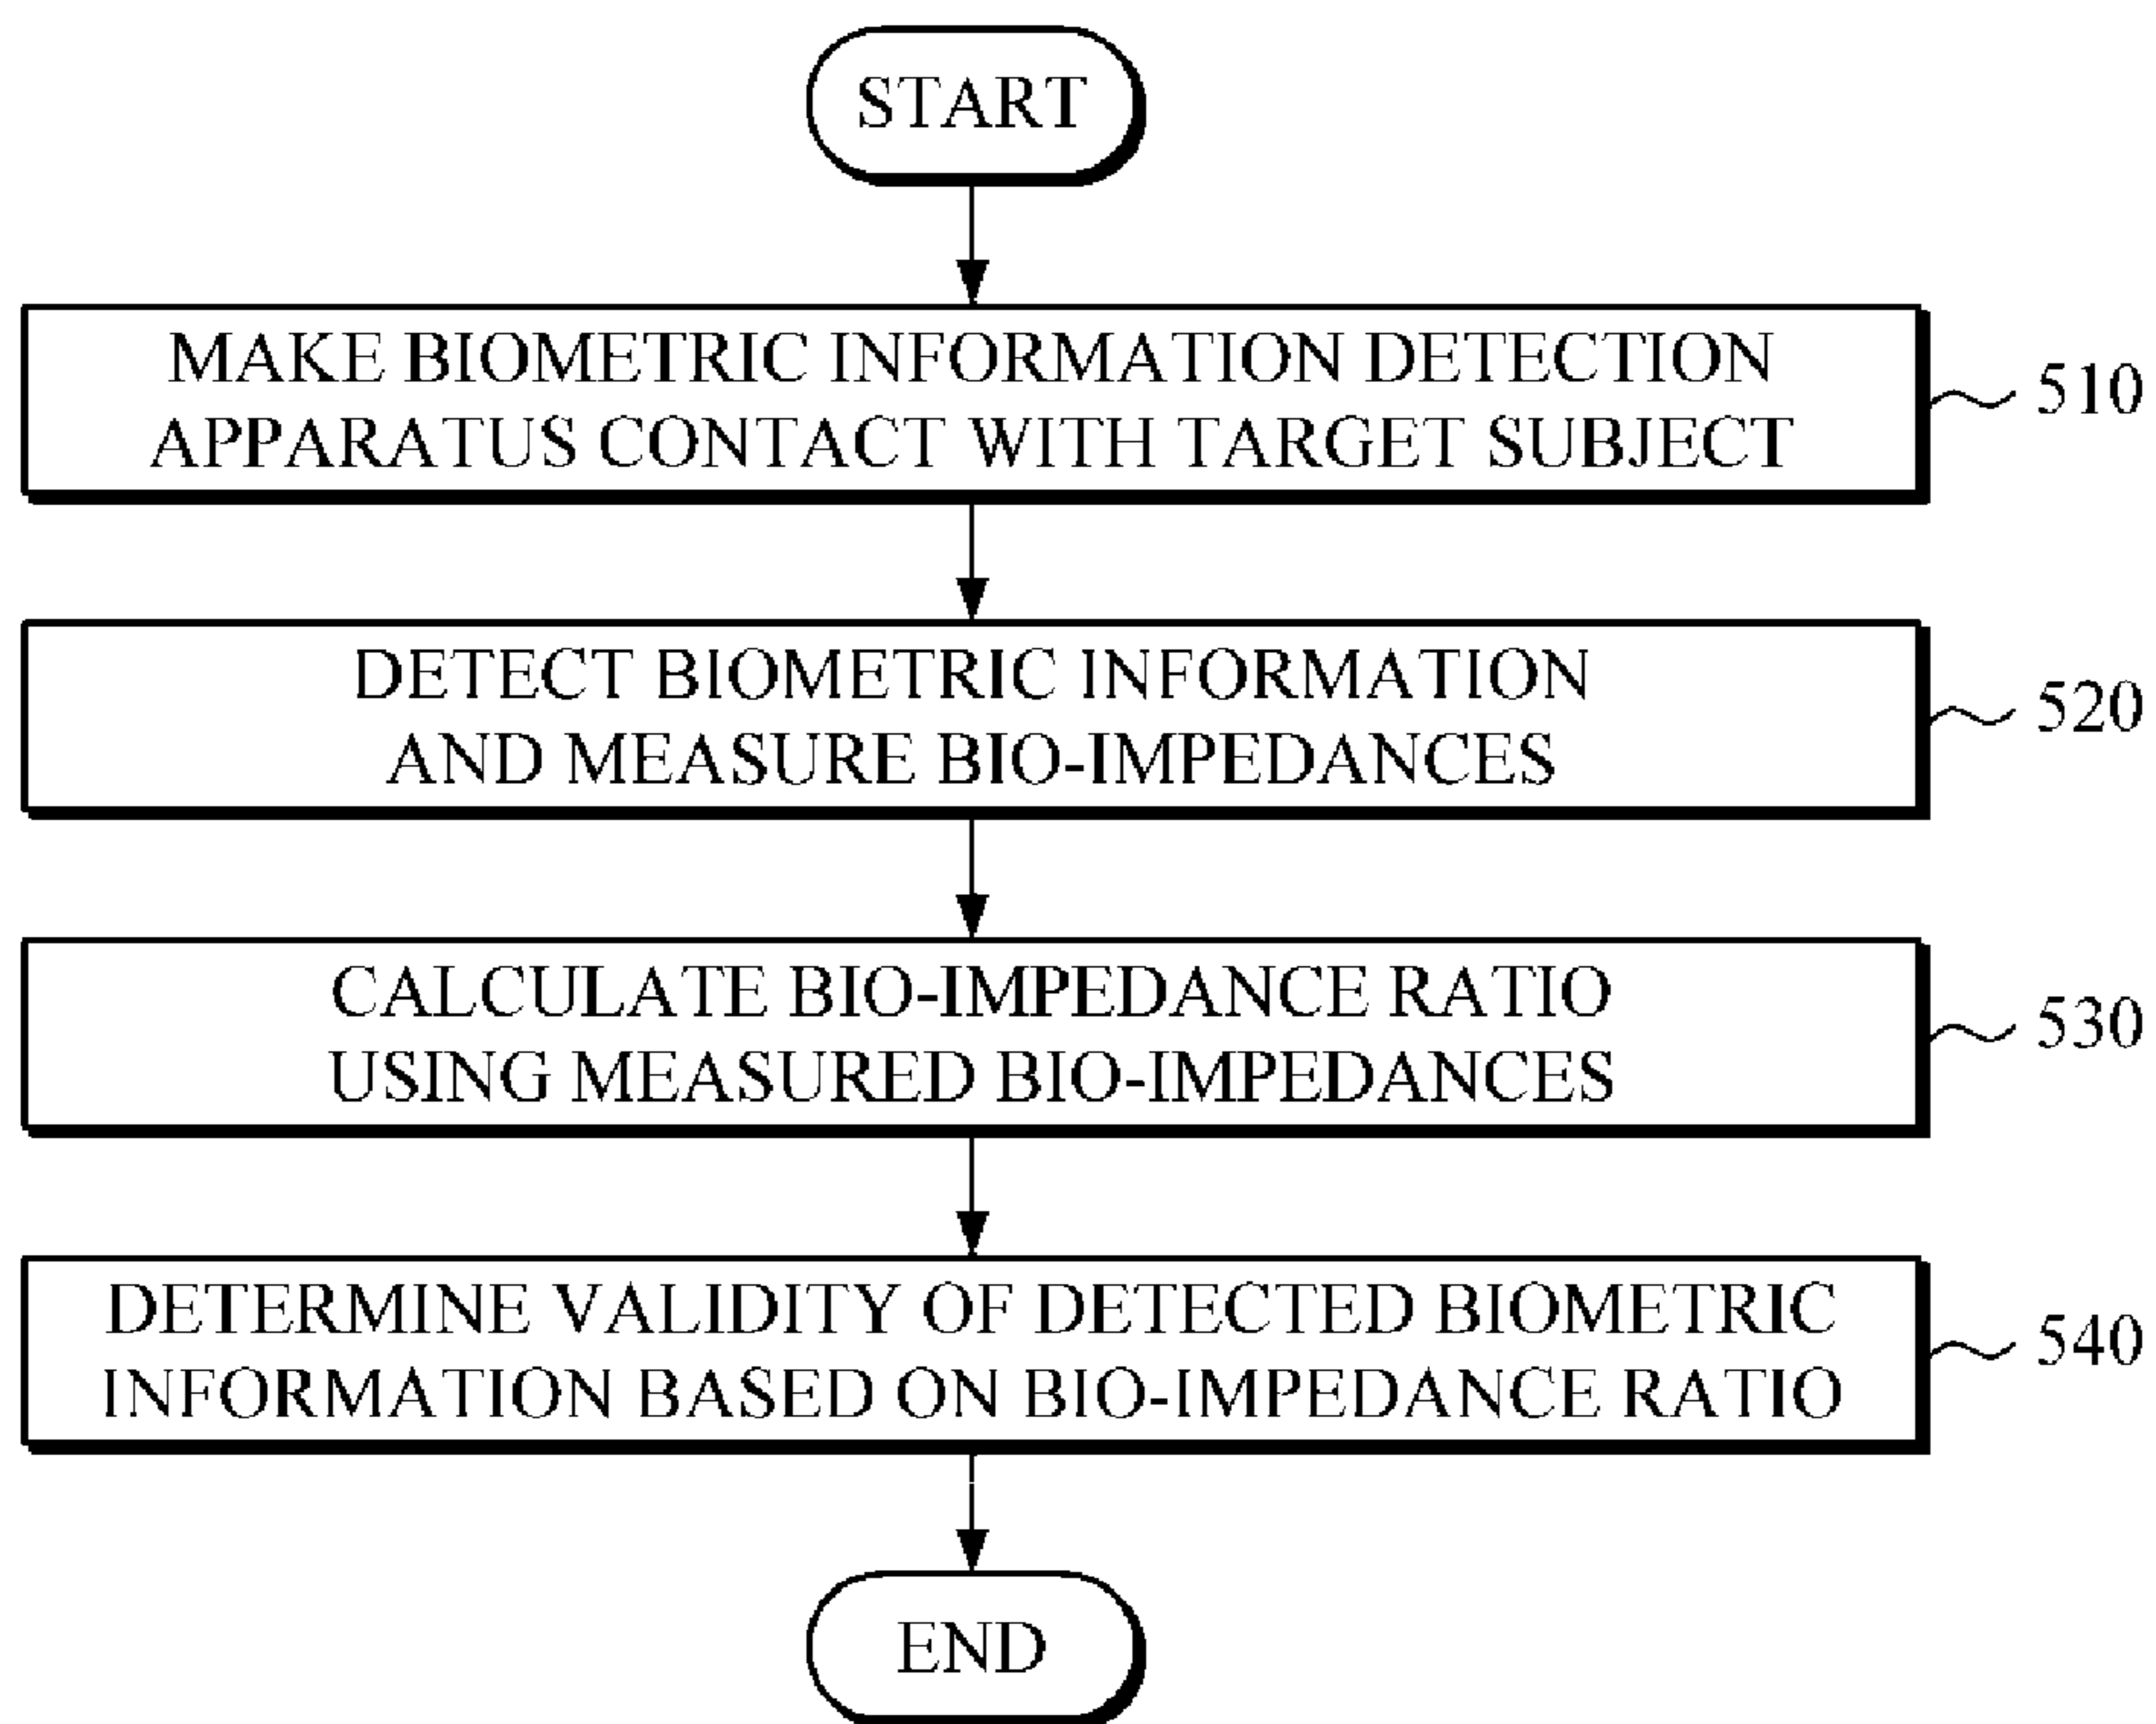 START
MAKE BIOMETRIC INFORMATION DETECTION
APPARATUS CONTACT WITH TARGET SUBJECT
510
DETECT BIOMETRIC INFORMATION
AND MEASURE BIO-IMPEDANCES
520
CALCULATE BIO-IMPEDANCE RATIO
USING MEASURED BIO-IMPEDANCES
530
DETERMINE VALIDITY OF DETECTED BIOMETRIC
INFORMATION BASED ON BIO-IMPEDANCE RATIO
540
END